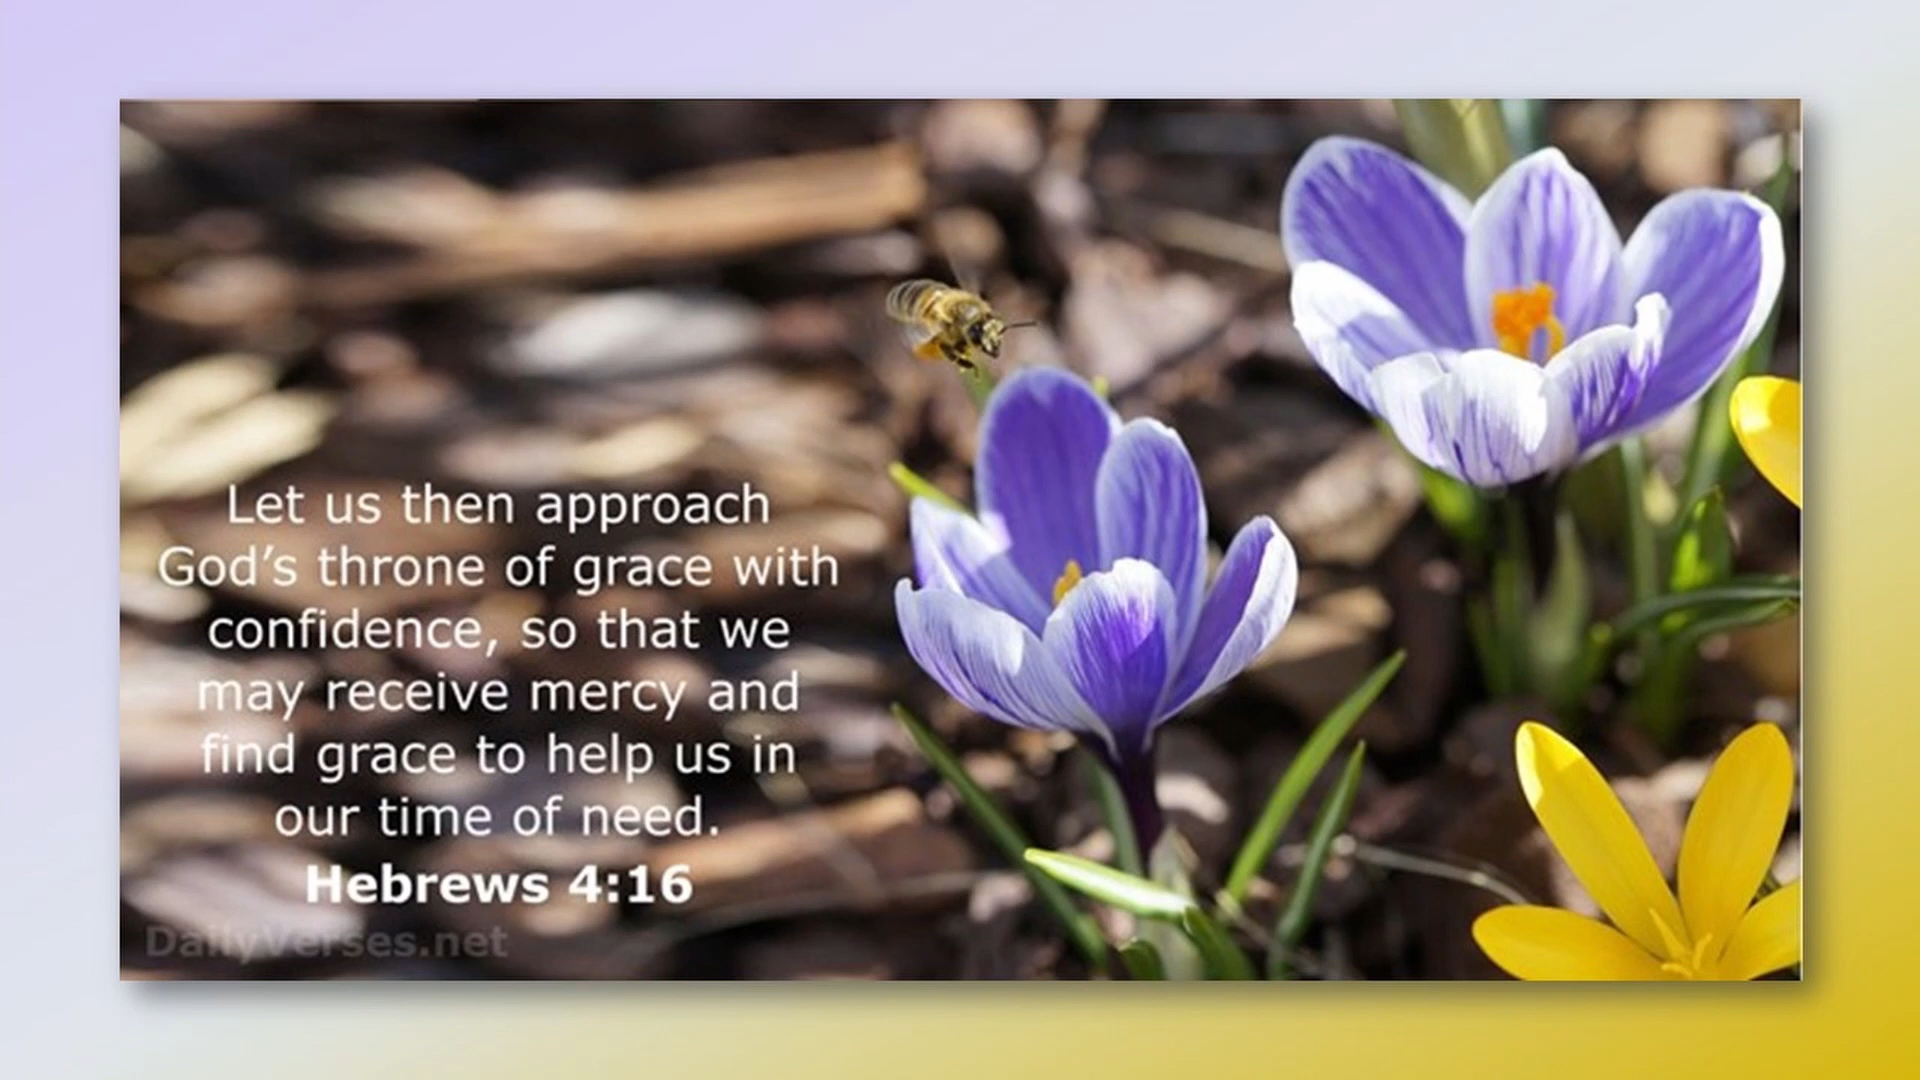 Let us then approach
God’s throne of grace with
confidence, so that we
may receive mercy and
find grace to help us in
our time of need.
Hebrews 4:16
DailyVerses.net